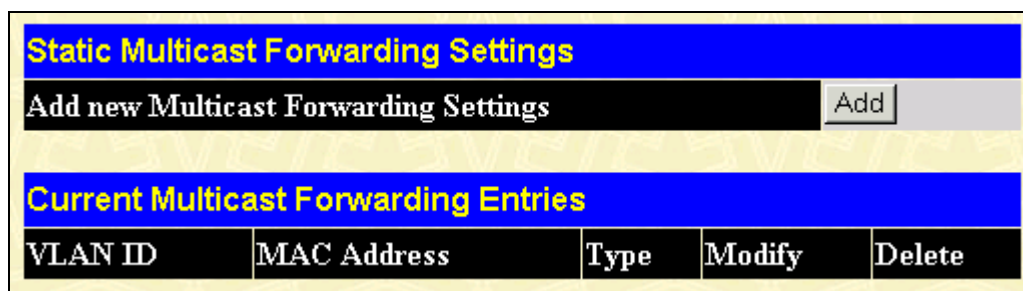 Static Multicast Forwarding Settings
Add new Multicast Forwarding Settings Add
Current Multicast Forwarding Entries
VLAN ID MAC Address Type Modify Delete